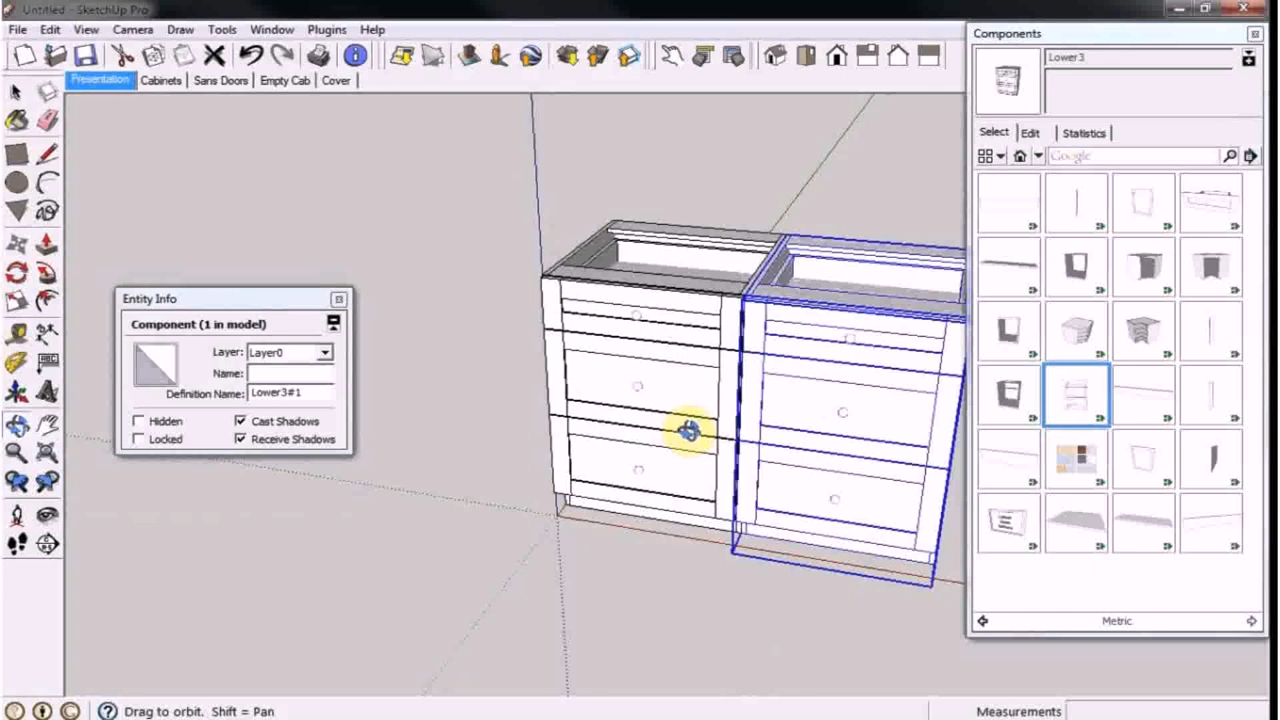 Untitled - SketchUp Pro
File Edit View Camera Draw Tools Window Plugins Help
Presentation Cabinets Sans Doors Empty Cab Cover
Components
Lower3
Select Edit Statistics
Google
Entity Info
Component (1 in model)
Layer: Layer0
Name:
Definition Name: Lower3#1
Hidden Cast Shadows
Locked Receive Shadows
Metric
Drag to orbit. Shift = Pan
Measurements